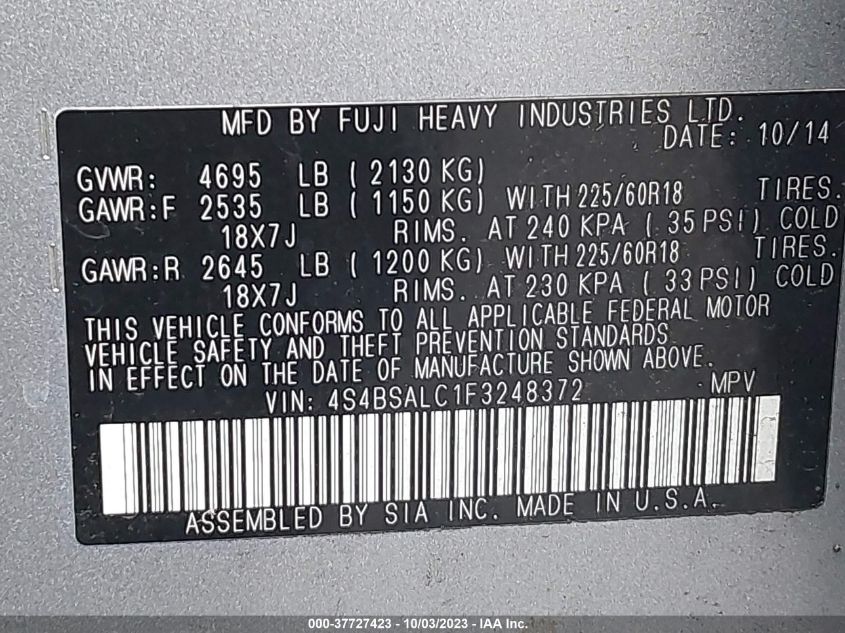 MFD BY FUJI HEAVY INDUSTRIES LTD.
DATE: 10/14
GVWR: 4695 LB ( 2130 KG)
GAWR:F 2535 LB ( 1150 KG) WITH 225/60R18 TIRES.
18X7J RIMS. AT 240 KPA ( 35 PSI) COLD
GAWR:R 2645 LB ( 1200 KG) WITH 225/60R18 TIRES.
18X7J RIMS. AT 230 KPA ( 33 PSI) COLD
THIS VEHICLE CONFORMS TO ALL APPLICABLE FEDERAL MOTOR
VEHICLE SAFETY AND THEFT PREVENTION STANDARDS
IN EFFECT ON THE DATE OF MANUFACTURE SHOWN ABOVE.
VIN: 4S4BSALC1F3248372 MPV
ASSEMBLED BY SIA INC. MADE IN U.S.A.
000-37727423 - 10/03/2023 - IAA Inc.